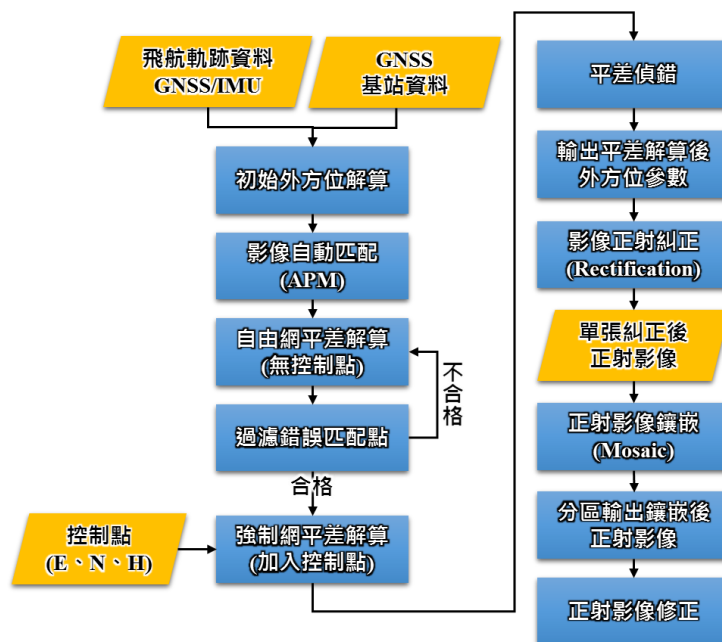 飛航軌跡資料
GNSS/IMU
GNSS
基站資料
初始外方位解算
影像自動匹配
(APM)
自由網平差解算
(無控制點)
不合格
過濾錯誤匹配點
合格
控制點
(E、N、H)
強制網平差解算
(加入控制點)
平差偵錯
輸出平差解算後
外方位參數
影像正射糾正
(Rectification)
單張糾正後
正射影像
正射影像鑲嵌
(Mosaic)
分區輸出鑲嵌後
正射影像
正射影像修正